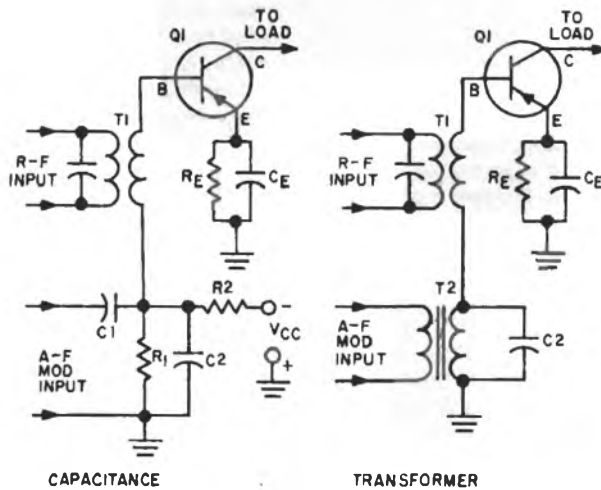 TO
LOAD
Q1
C
B
E
T1
R-F
INPUT
RE
CE
R2
C1
VCC
−
+
R1
C2
A-F
MOD
INPUT
CAPACITANCE
TO
LOAD
Q1
C
B
E
T1
R-F
INPUT
RE
CE
T2
A-F
MOD
INPUT
C2
TRANSFORMER